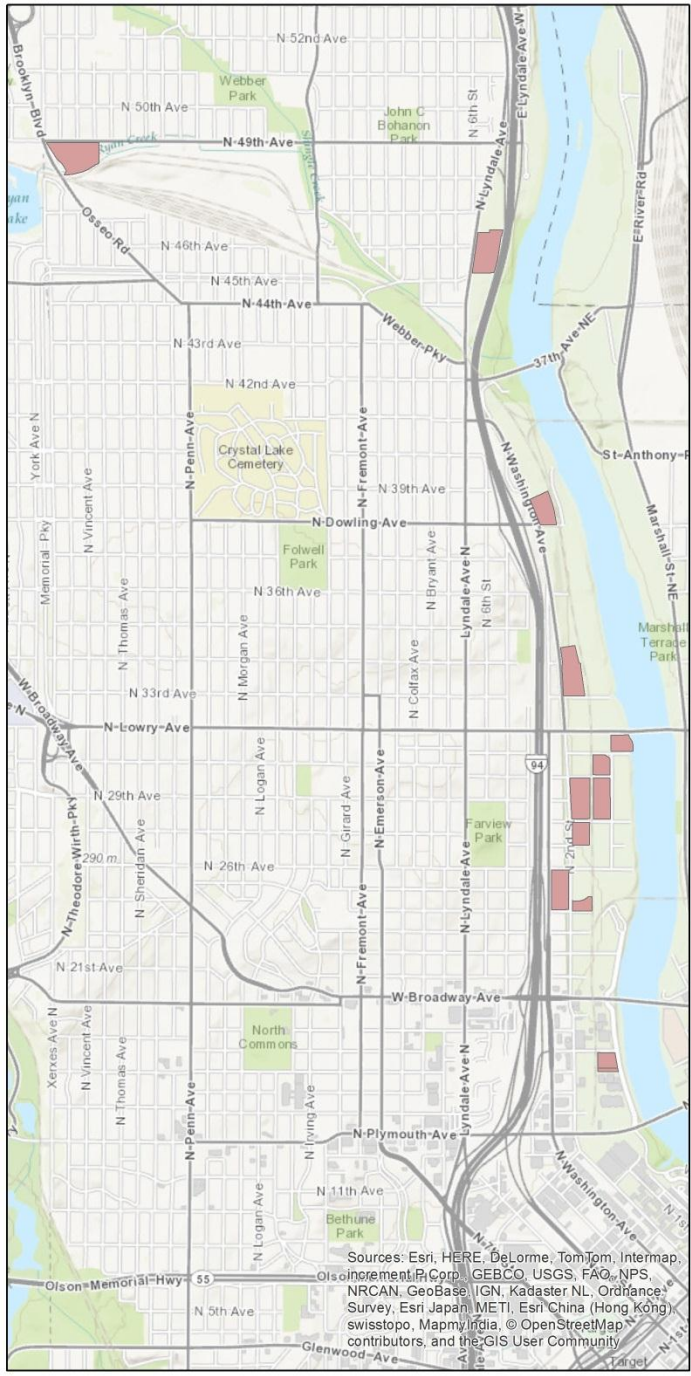 N 52nd Ave
Brooklyn-Blvd
Webber
Park
N 50th Ave
John C
Bohanon
Park
N 6th St
E Lyndale Ave-W
Ryan Creek
N 49th-Ave
Shingle Creek
N-Lyndale-Ave
E River Rd
Osseo-Rd
N 46th Ave
N 45th Ave
N-44th-Ave
Webber-Pky
N 43rd Ave
37th-Ave-NE
N 42nd Ave
York Ave N
N-Penn-Ave
Crystal Lake
Cemetery
N-Fremont-Ave
N-Washington-Ave
St-Anthony
N Vincent Ave
N 39th Ave
N-Dowling-Ave
Memorial-Pky
Folwell
Park
N Bryant Ave
Lyndale-Ave-N
N 6th St
Marshall-St-NE
N Thomas Ave
N 36th Ave
N Morgan Ave
N Colfax Ave
Marshall
Terrace
Park
W-Broadway-Ave
N 33rd Ave
N-Lowry-Ave
N Logan Ave
N Girard Ave
N-Emerson-Ave
94
N-Theodore-Wirth-Pky
N 29th Ave
N Sheridan Ave
290 m
Farview
Park
N 2nd St
N 26th Ave
N-Lyndale-Ave
N-Fremont-Ave
N 21st Ave
W Broadway-Ave
Xerxes Ave N
N Vincent Ave
N Thomas Ave
North
Commons
Lyndale-Ave-N
N-Penn-Ave
N Irving Ave
N-Plymouth-Ave
N-Washington-Ave
N Logan Ave
N 11th Ave
Bethune
Park
Olson-Memorial-Hwy
55
N 5th Ave
Glenwood-Ave
Sources: Esri, HERE, DeLorme, TomTom, Intermap,
increment P Corp., GEBCO, USGS, FAO, NPS,
NRCAN, GeoBase, IGN, Kadaster NL, Ordnance
Survey, Esri Japan, METI, Esri China (Hong Kong),
swisstopo, MapmyIndia, © OpenStreetMap
contributors, and the GIS User Community
Target